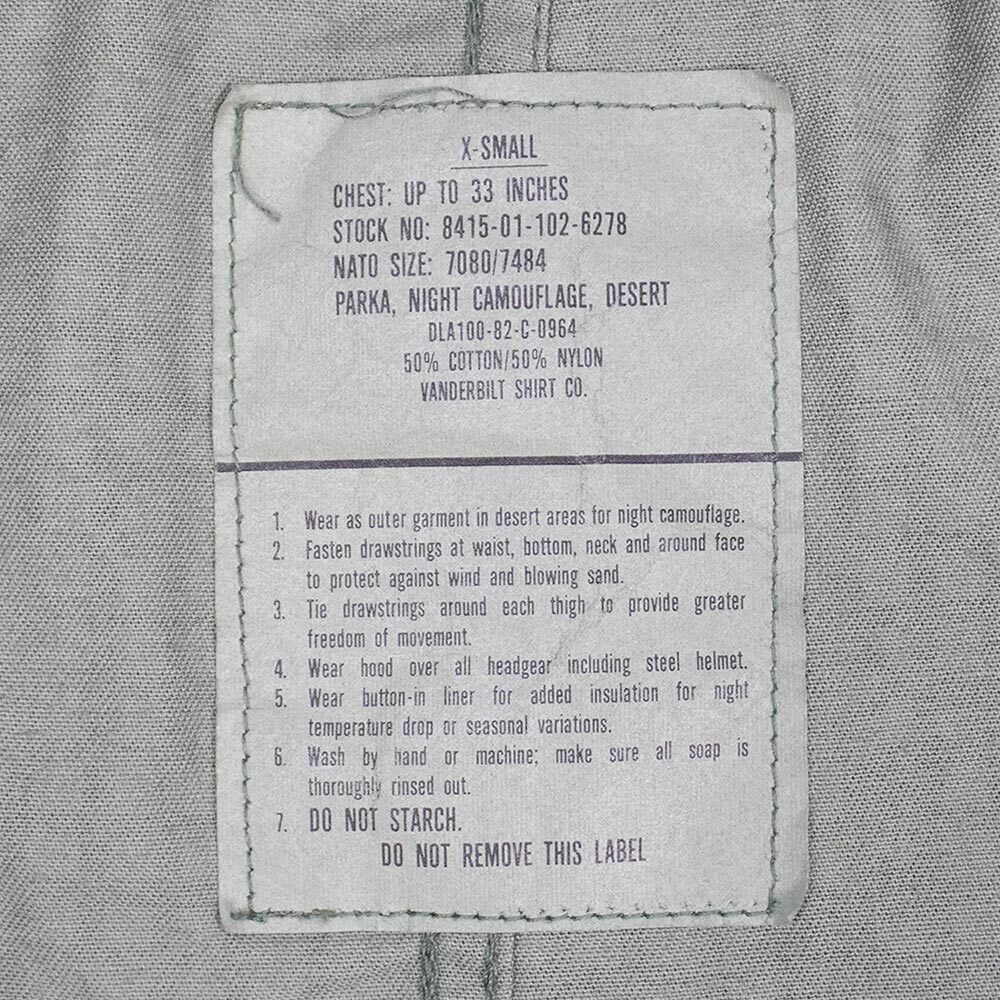 X-SMALL
CHEST: UP TO 33 INCHES
STOCK NO: 8415-01-102-6278
NATO SIZE: 7080/7484
PARKA, NIGHT CAMOUFLAGE, DESERT
DLA100-82-C-0964
50% COTTON/50% NYLON
VANDERBILT SHIRT CO.
1. Wear as outer garment in desert areas for night camouflage.
2. Fasten drawstrings at waist, bottom, neck and around face
to protect against wind and blowing sand.
3. Tie drawstrings around each thigh to provide greater
freedom of movement.
4. Wear hood over all headgear including steel helmet.
5. Wear button-in liner for added insulation for night
temperature drop or seasonal variations.
6. Wash by hand or machine; make sure all soap is
thoroughly rinsed out.
7. DO NOT STARCH.
DO NOT REMOVE THIS LABEL